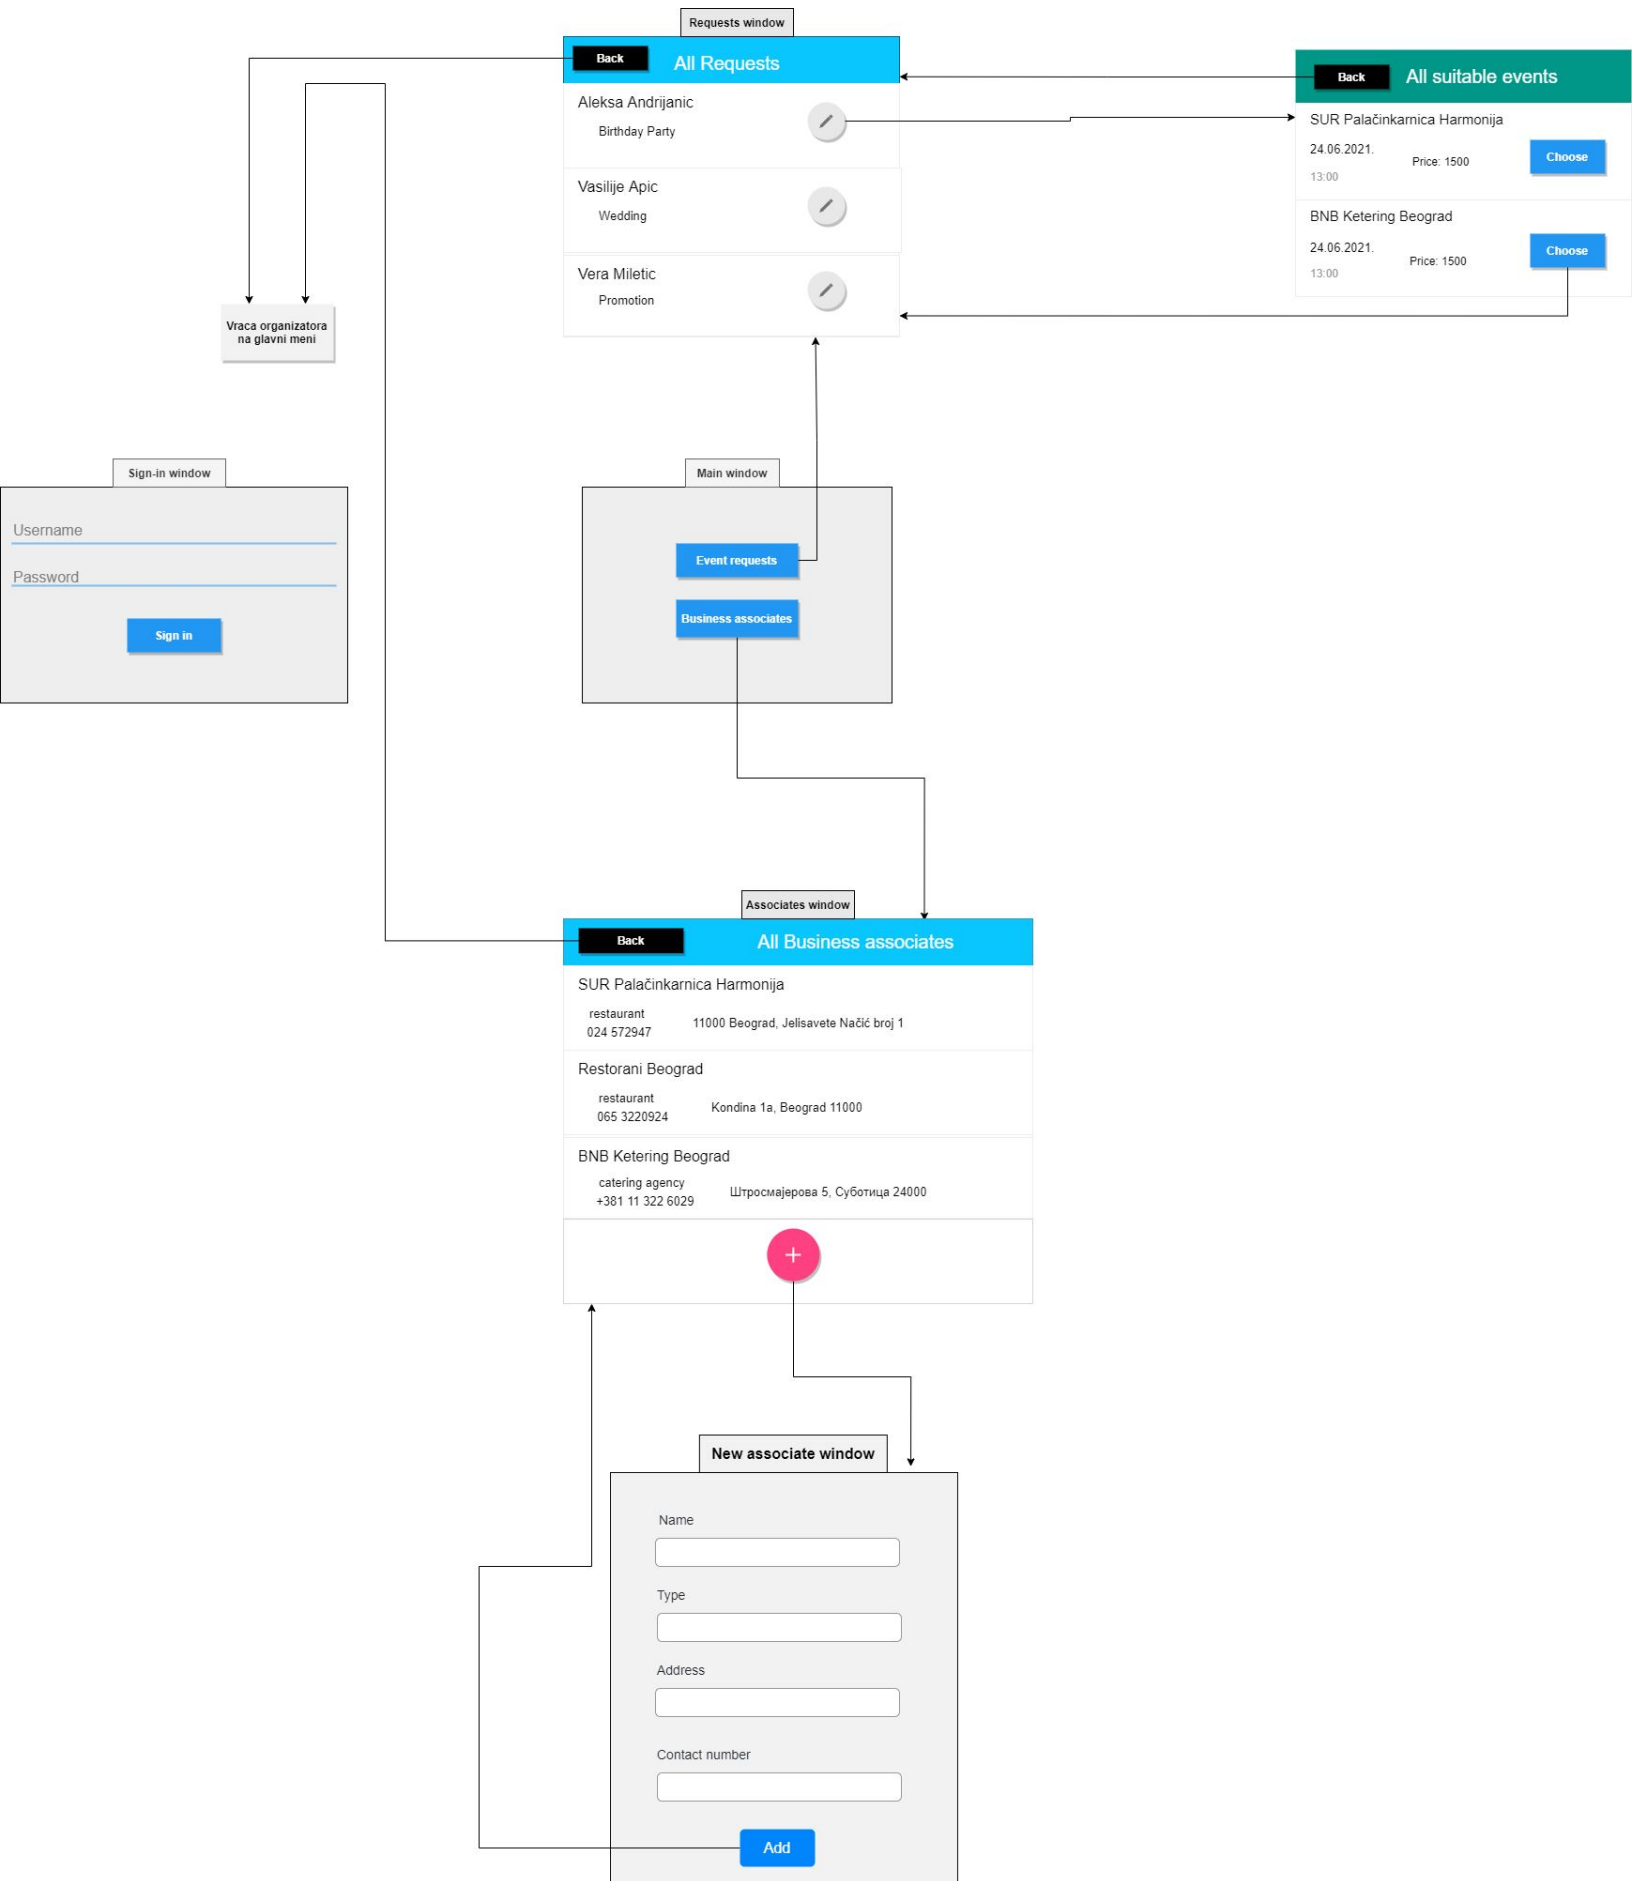 Requests window
Back
All Requests
Aleksa Andrijanic
Birthday Party
Vasilije Apic
Wedding
Vera Miletic
Promotion
Back
All suitable events
SUR Palačinkarnica Harmonija
24.06.2021.
Price: 1500
13:00
Choose
BNB Ketering Beograd
24.06.2021.
Price: 1500
13:00
Choose
Vraca organizatora
na glavni meni
Sign-in window
Username
Password
Sign in
Main window
Event requests
Business associates
Associates window
Back
All Business associates
SUR Palačinkarnica Harmonija
restaurant
024 572947
11000 Beograd, Jelisavete Načić broj 1
Restorani Beograd
restaurant
065 3220924
Kondina 1a, Beograd 11000
BNB Ketering Beograd
catering agency
+381 11 322 6029
Штросмајерова 5, Суботица 24000
New associate window
Name
Type
Address
Contact number
Add